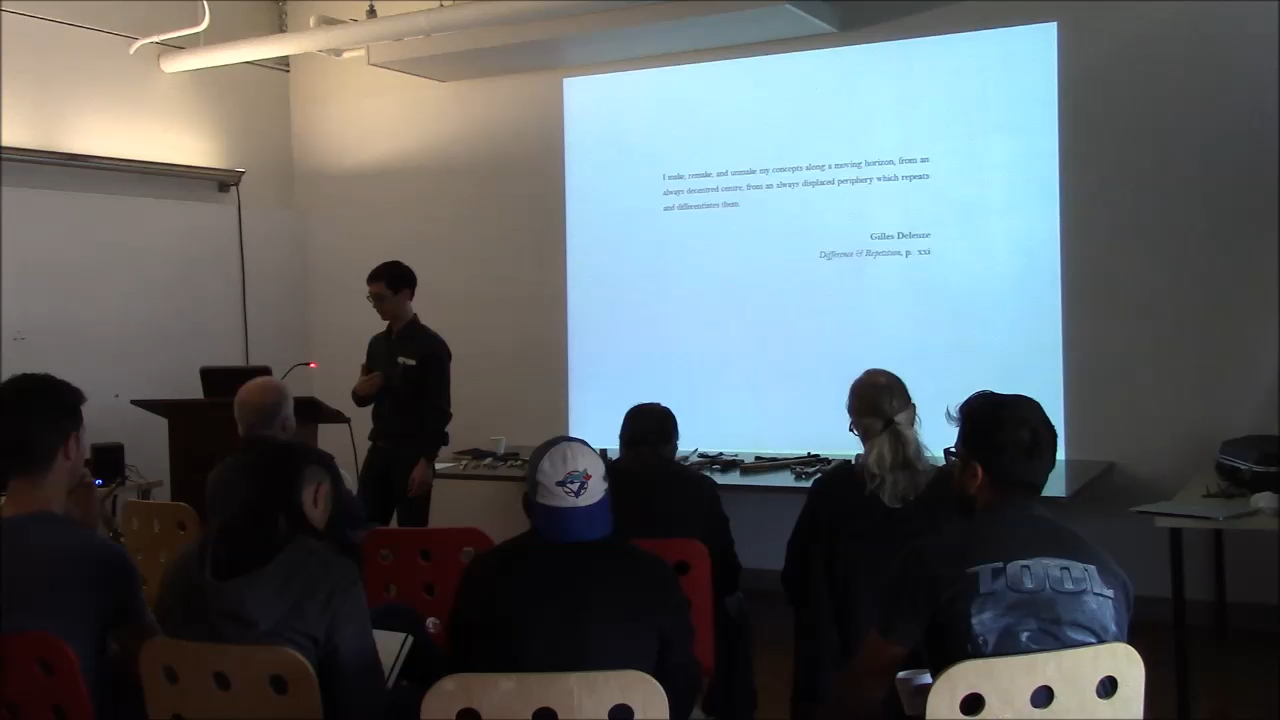 I make, remake, and unmake my concepts along a moving horizon, from an
always decentred centre, from an always displaced periphery which repeats
and differentiates them.
Gilles Deleuze
Difference & Repetition, p. xxi
TOOL